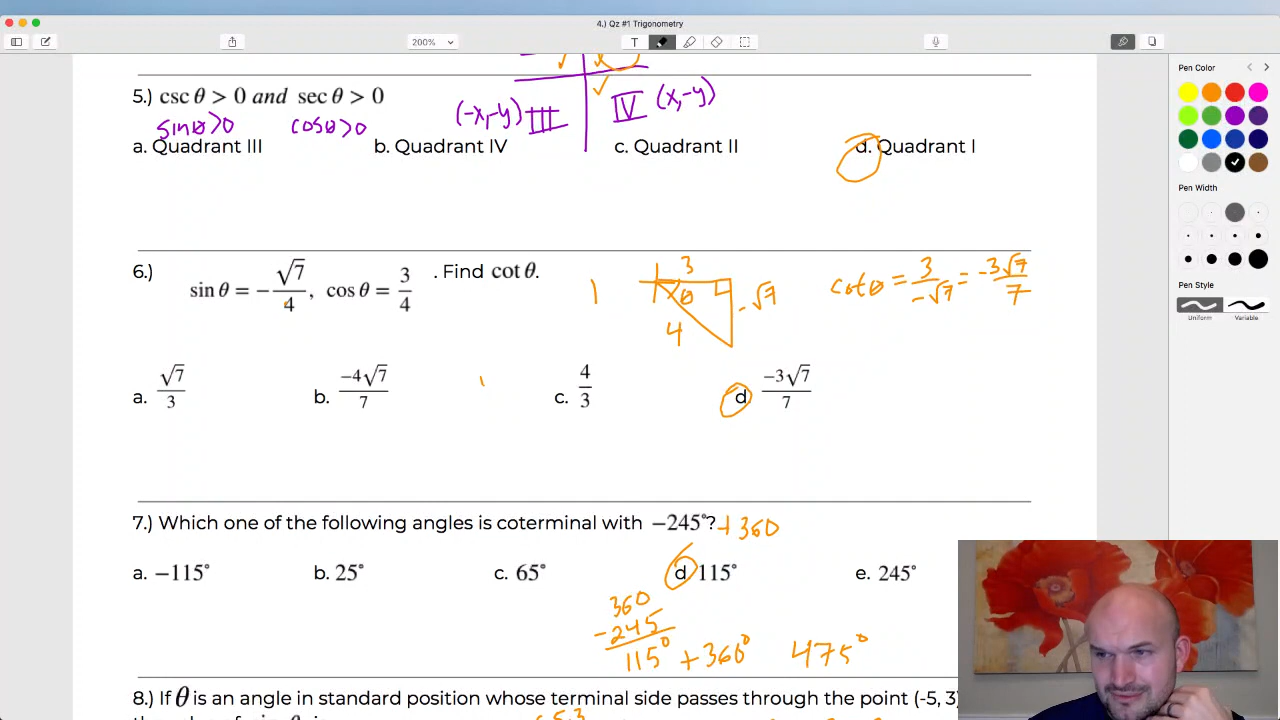 4.) Qz #1 Trigonometry
200%
T
Pen Color
5.) csc θ > 0 and sec θ > 0
sinθ>0 cosθ>0
(-x,-y) III IV (x,-y)
a. Quadrant III b. Quadrant IV c. Quadrant II d. Quadrant I
Pen Width
6.) sin θ = −√7/4, cos θ = 3/4 . Find cot θ.
3
θ
4
-√7
cotθ = 3/-√7 = -3√7/7
Pen Style
Uniform Variable
a. √7/3 b. −4√7/7 c. 4/3 d −3√7/7
7.) Which one of the following angles is coterminal with −245°? + 360
a. −115° b. 25° c. 65° d 115° e. 245°
360
-245
115° +360° 475°
8.) If θ is an angle in standard position whose terminal side passes through the point (-5, 3)